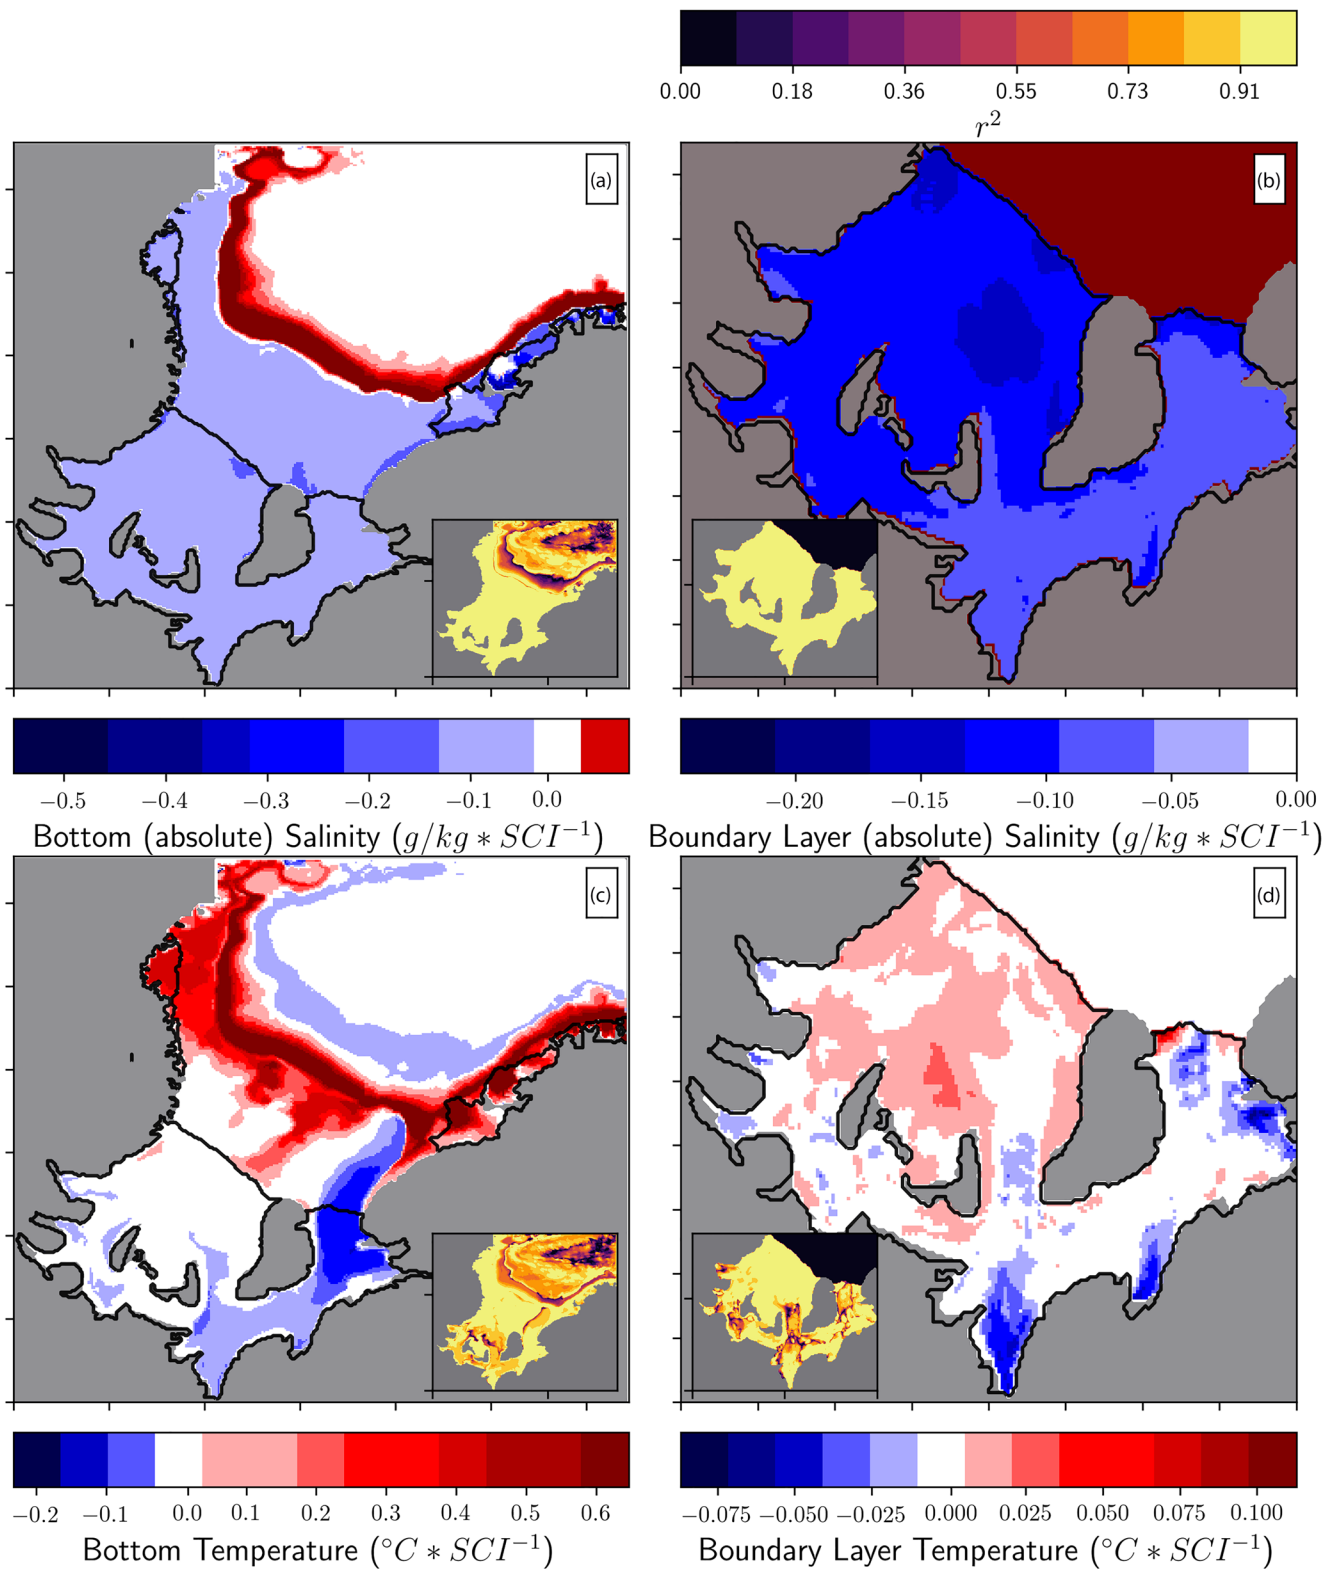 0.00 0.18 0.36 0.55 0.73 0.91
r²
(a)
(b)
−0.5 −0.4 −0.3 −0.2 −0.1 0.0
−0.20 −0.15 −0.10 −0.05 0.00
Bottom (absolute) Salinity (g/kg ∗ SCI⁻¹)
Boundary Layer (absolute) Salinity (g/kg ∗ SCI⁻¹)
(c)
(d)
−0.2 −0.1 0.0 0.1 0.2 0.3 0.4 0.5 0.6
−0.075 −0.050 −0.025 0.000 0.025 0.050 0.075 0.100
Bottom Temperature (°C ∗ SCI⁻¹)
Boundary Layer Temperature (°C ∗ SCI⁻¹)